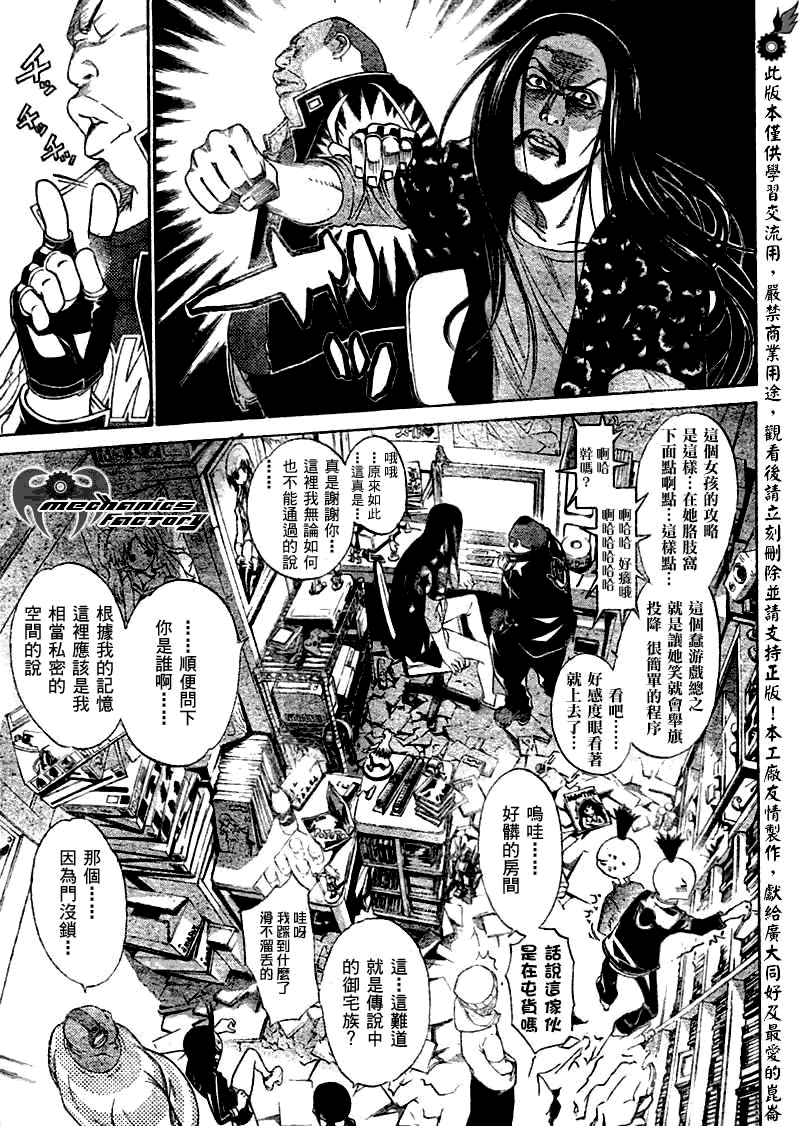 此版本僅供學習交流用，嚴禁商業用途，觀看後請立刻刪除並請支持正版！本工廠友情製作，獻給廣大同好及最愛的崑崙
ズッ
ズッ
mechanics
factory
這個女孩的攻略
是這樣…在她胳肢窩
下面點啊點……這樣點……
啊哈
幹嗎？
啊哈哈 好癢哦
啊哈哈哈哈哈
這個蠢游戲總之
就是讓她笑就會舉旗
投降 很簡單的程序
看吧……
好感度眼看著
就上去了……
哦哦
……原來如此
……這真是……
真是謝謝你……
這裡我無論如何
也不能通過的說
……順便問下
你是誰啊……
根據我的記憶
這裡應該是我
相當私密的
空間的說
嗚哇……
好髒的房間
話說這傢伙
是在屯貨嗎
這…這難道
就是傳說中
的御宅族？
哇呀
我踩到什麼了
滑不溜丟的
那個……
因為門沒鎖…